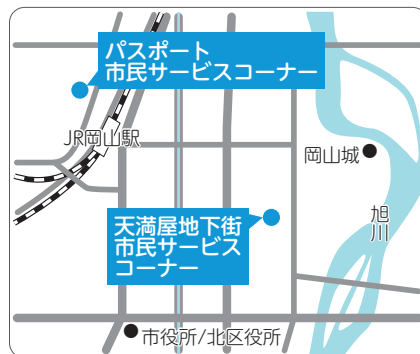 パスポート
市民サービスコーナー
JR岡山駅
岡山城
旭川
天満屋地下街
市民サービス
コーナー
市役所/北区役所